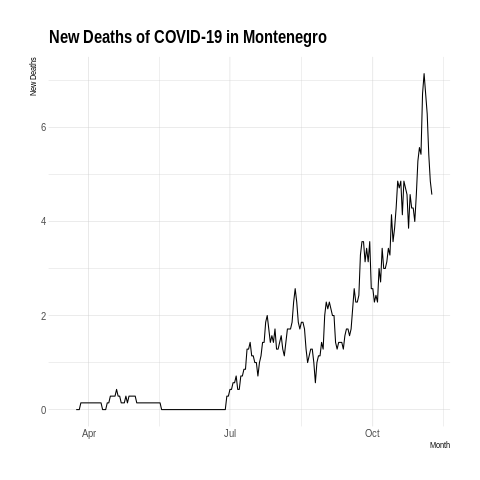 New Deaths of COVID-19 in Montenegro
New Deaths
6
4
2
0
Apr
Jul
Oct
Month